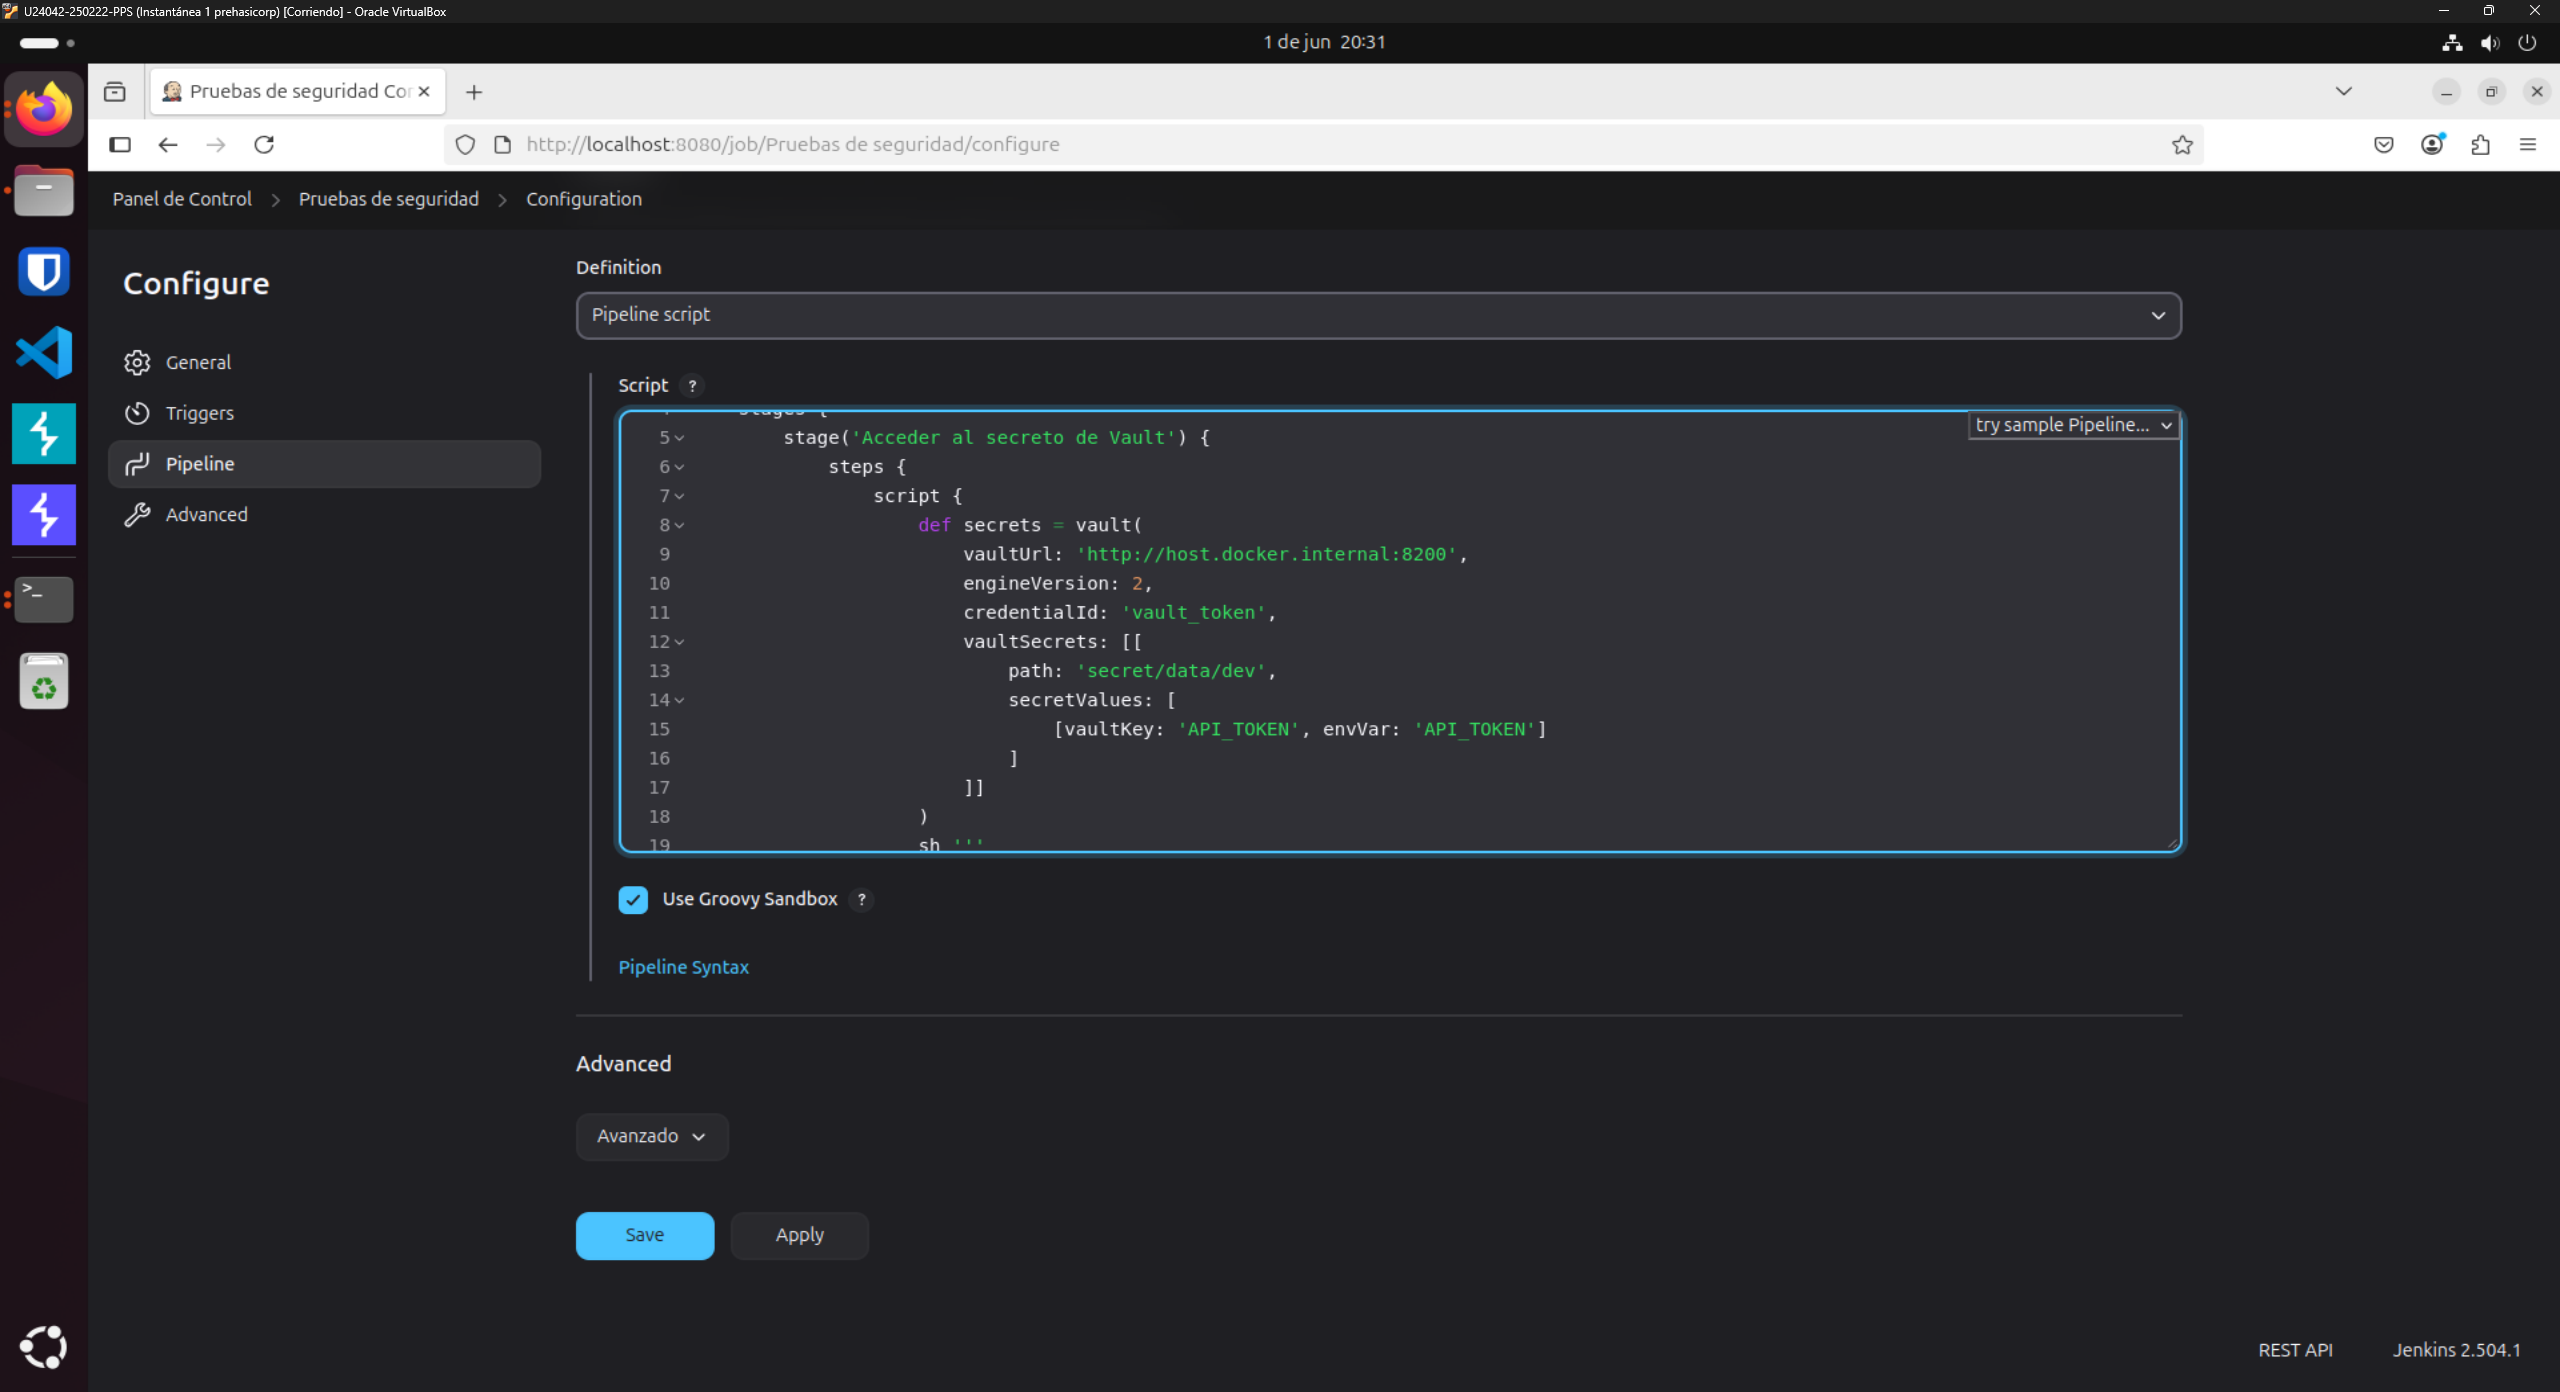 U24042-250222-PPS (Instantánea 1 prehasicorp) [Corriendo] - Oracle VirtualBox
1 de jun 20:31
Pruebas de seguridad Cor
http://localhost:8080/job/Pruebas de seguridad/configure
Panel de Control > Pruebas de seguridad > Configuration
Configure
General
Triggers
Pipeline
Advanced
Definition
Pipeline script
Script ?
try sample Pipeline...
stages {
5 stage('Acceder al secreto de Vault') {
6 steps {
7 script {
8 def secrets = vault(
9 vaultUrl: 'http://host.docker.internal:8200',
10 engineVersion: 2,
11 credentialId: 'vault_token',
12 vaultSecrets: [[
13 path: 'secret/data/dev',
14 secretValues: [
15 [vaultKey: 'API_TOKEN', envVar: 'API_TOKEN']
16 ]
17 ]]
18 )
19 sh '''
Use Groovy Sandbox ?
Pipeline Syntax
Advanced
Avanzado
Save
Apply
REST API
Jenkins 2.504.1